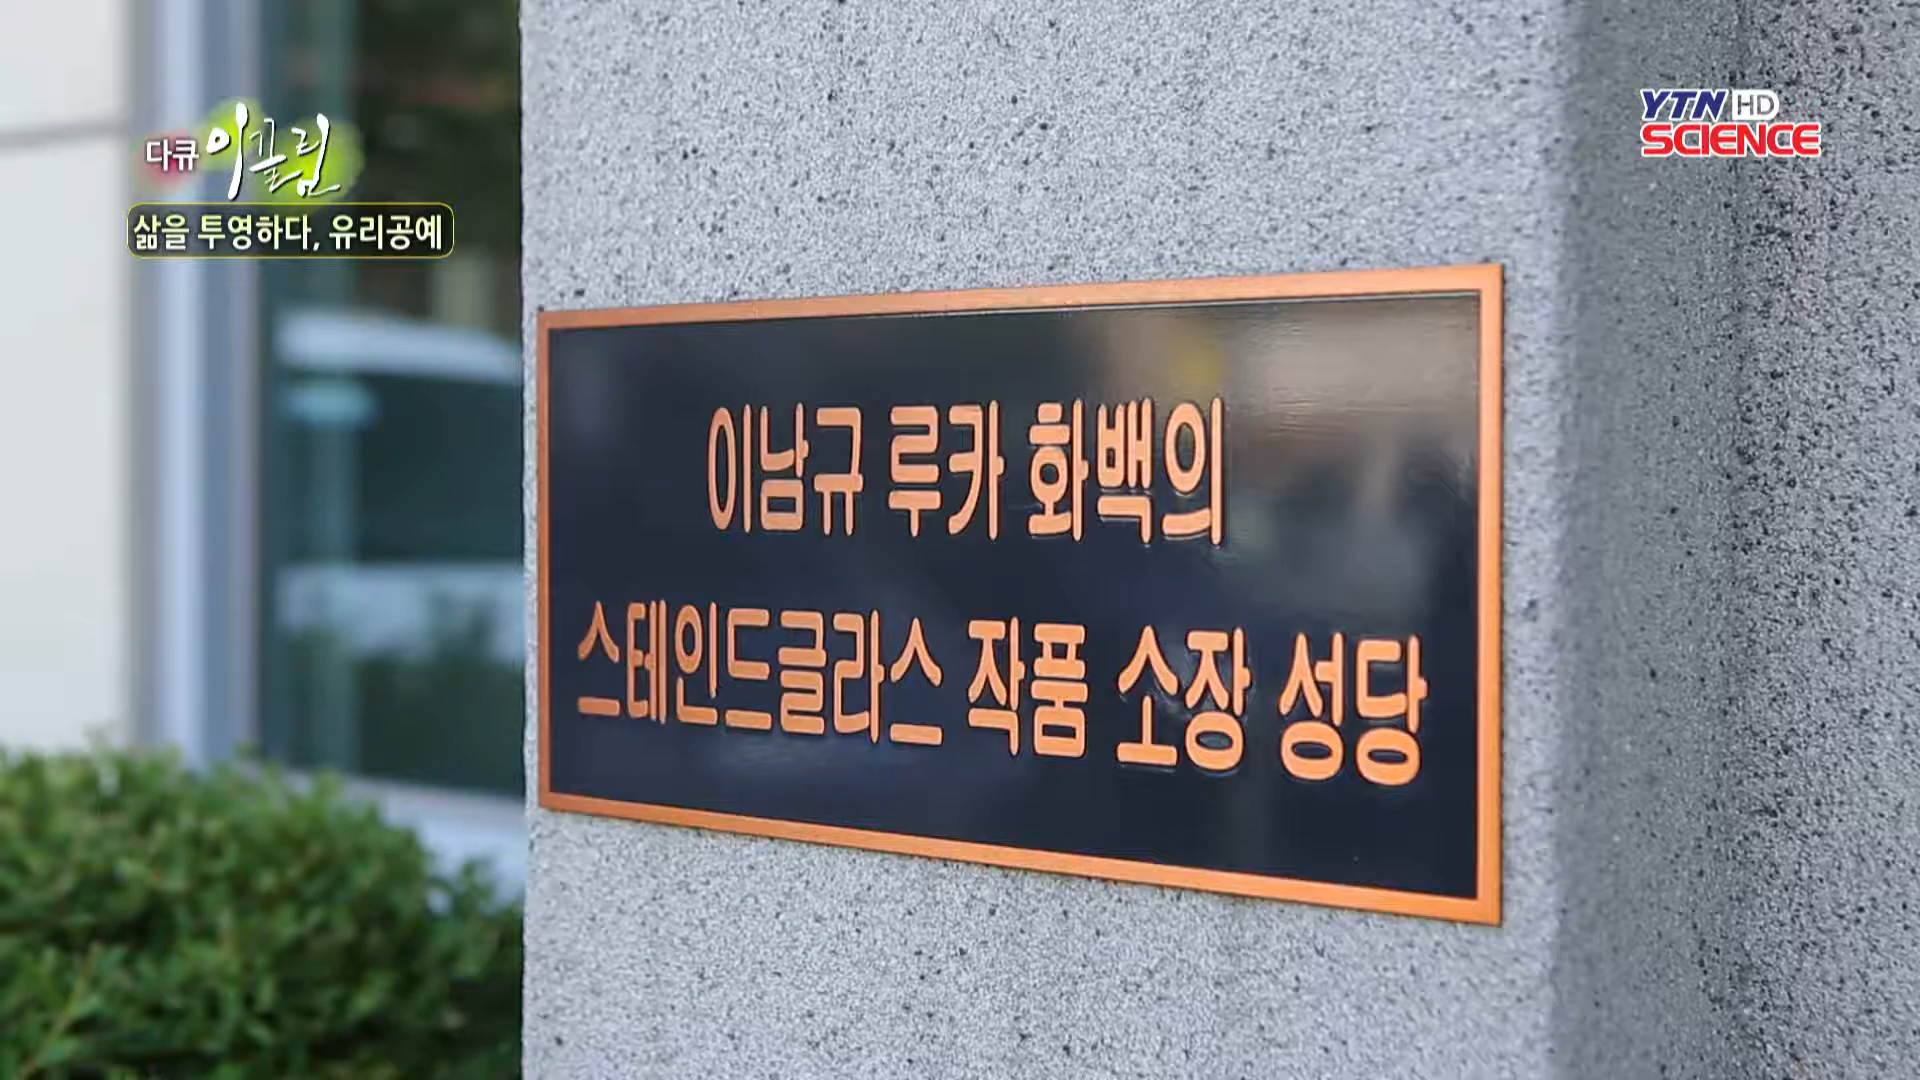 다큐 이끌림
삶을 투영하다, 유리공예
YTN HD
SCIENCE
이남규 루카 화백의
스테인드글라스 작품 소장 성당